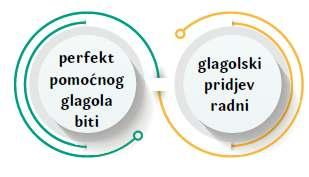 perfekt
pomoćnog
glagola
biti
glagolski
pridjev
radni